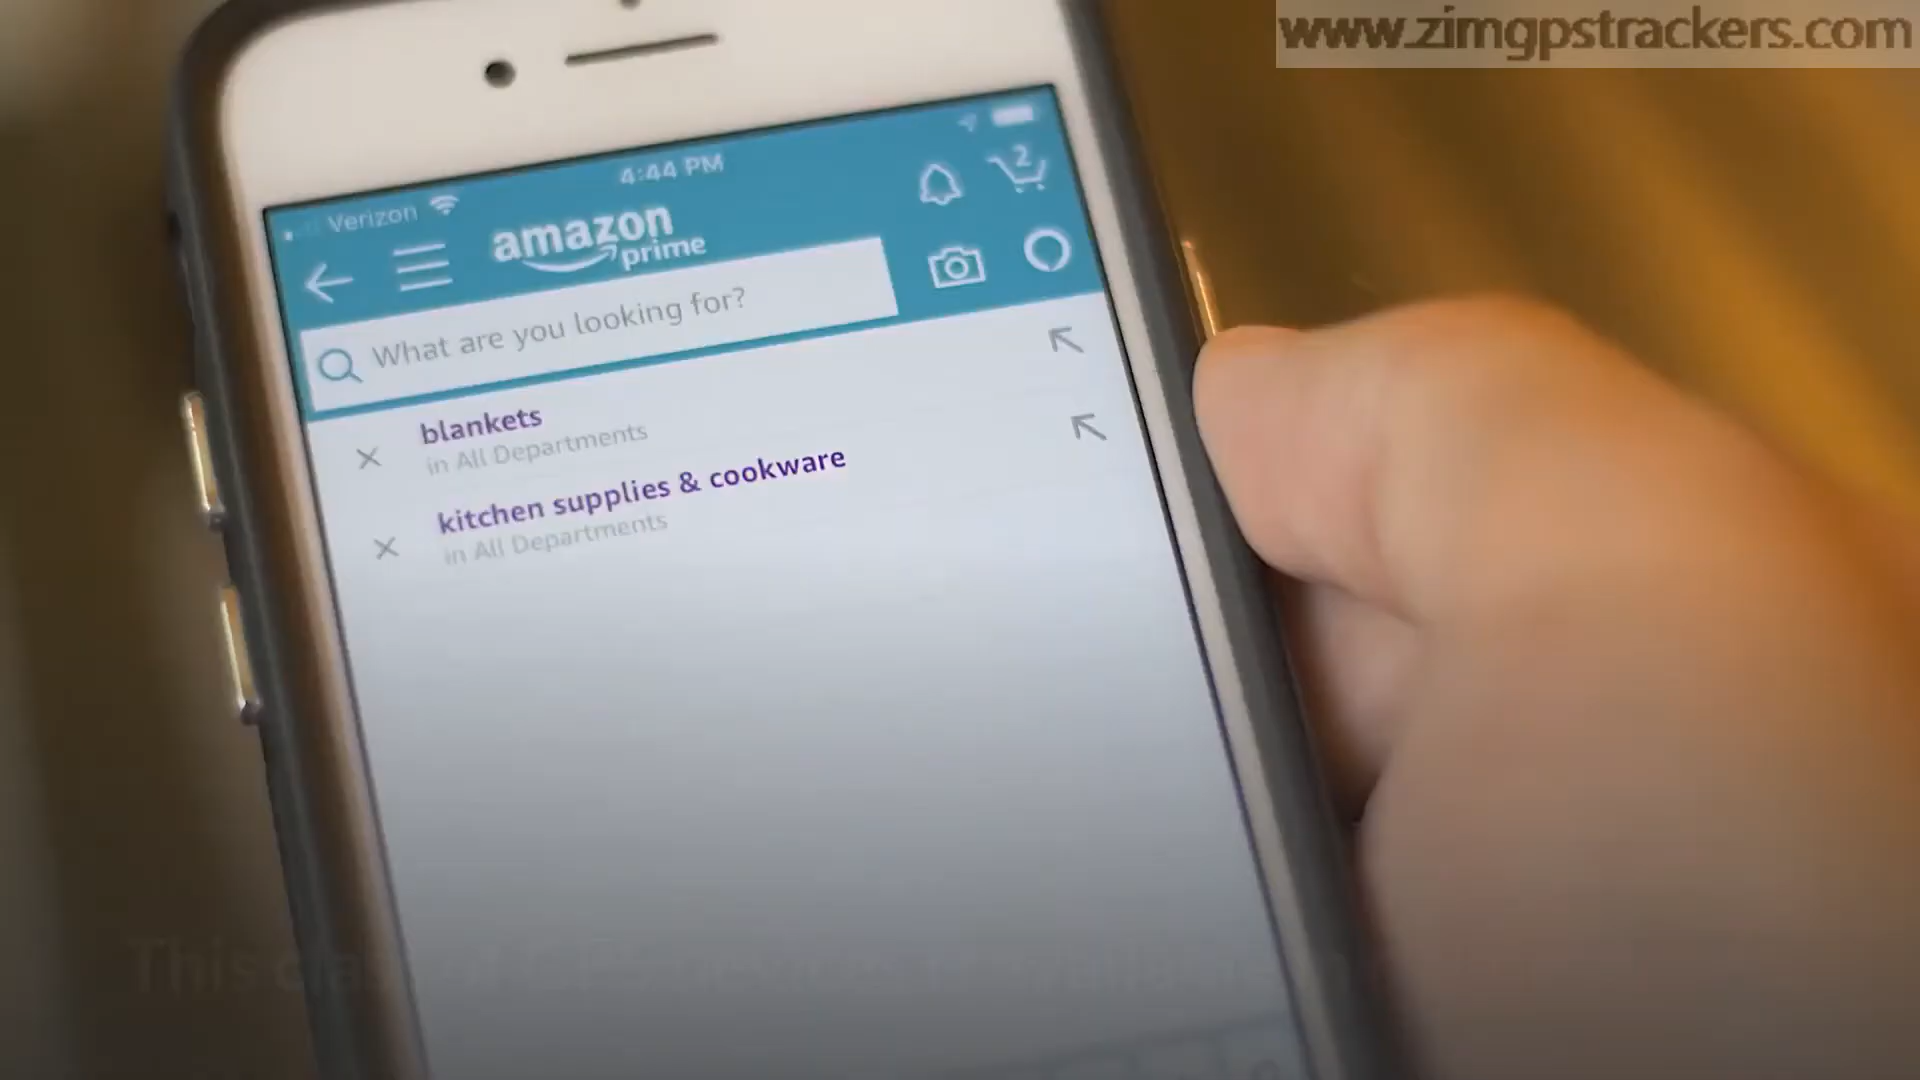 www.zimgpstrackers.com
4:44 PM
Verizon
2
amazon
prime
What are you looking for?
blankets
in All Departments
kitchen supplies & cookware
in All Departments
This